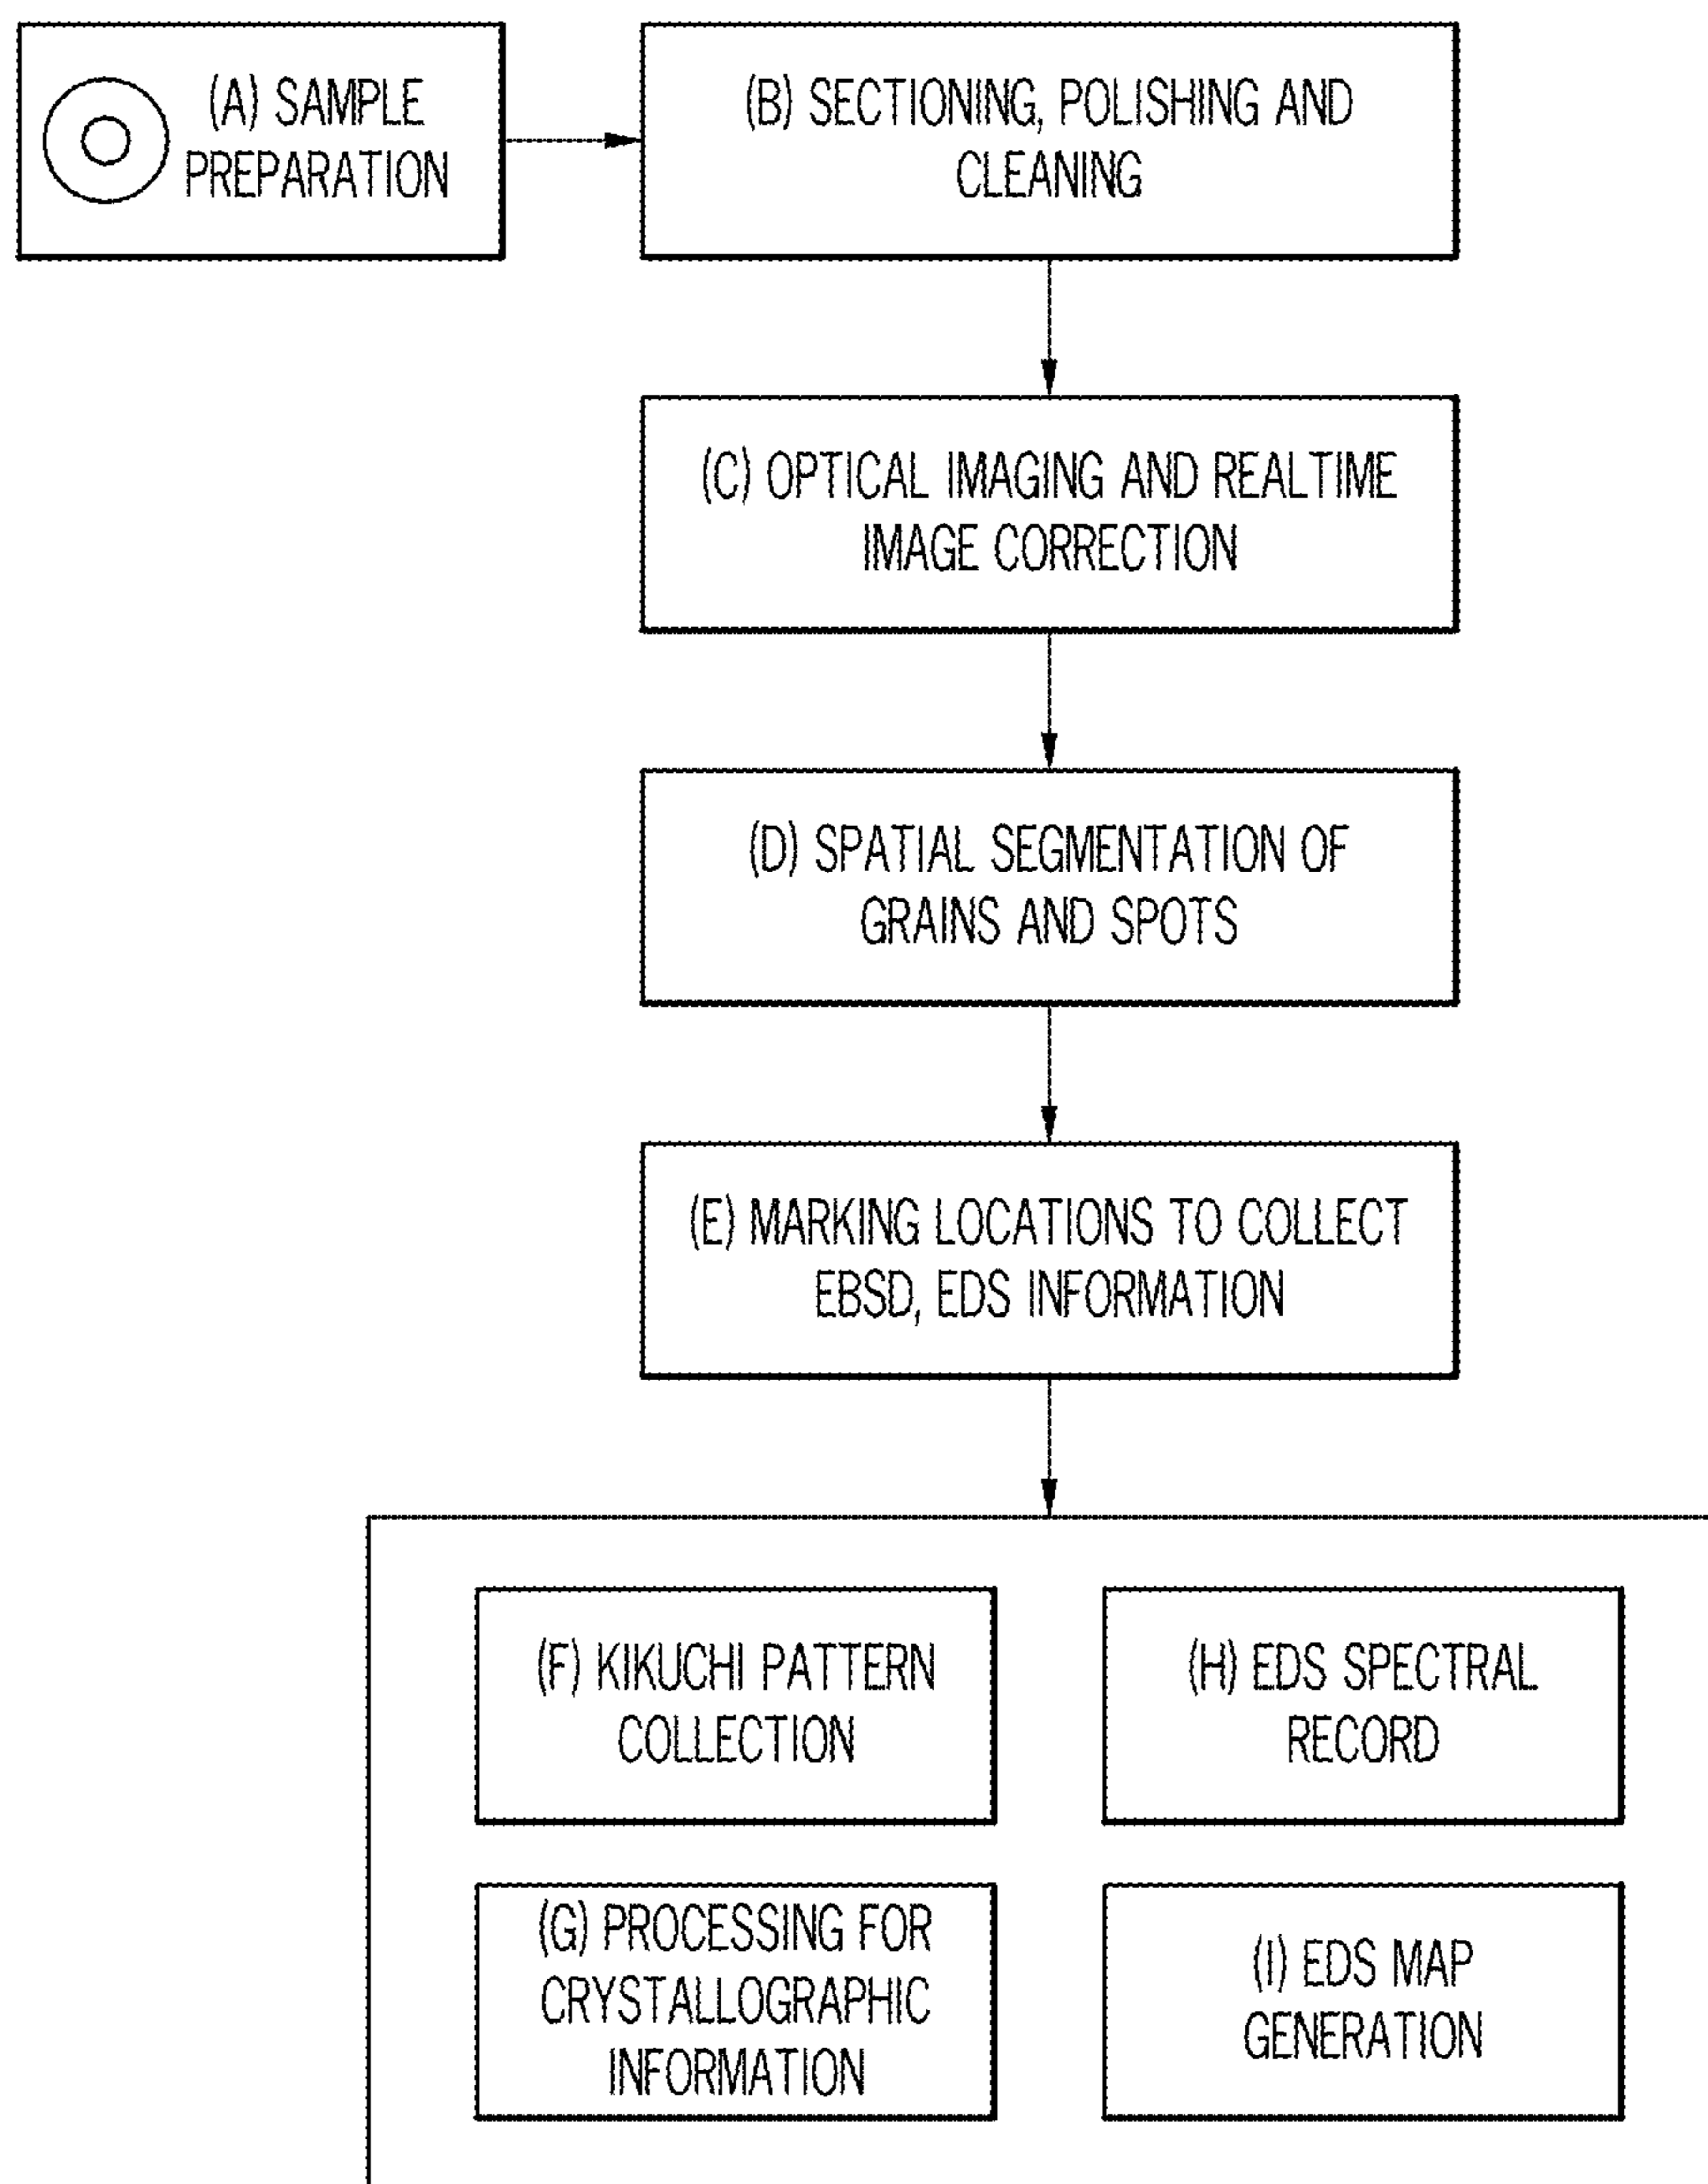 (A) SAMPLE
PREPARATION
(B) SECTIONING, POLISHING AND
CLEANING
(C) OPTICAL IMAGING AND REALTIME
IMAGE CORRECTION
(D) SPATIAL SEGMENTATION OF
GRAINS AND SPOTS
(E) MARKING LOCATIONS TO COLLECT
EBSD, EDS INFORMATION
(F) KIKUCHI PATTERN
COLLECTION
(G) PROCESSING FOR
CRYSTALLOGRAPHIC
INFORMATION
(H) EDS SPECTRAL
RECORD
(I) EDS MAP
GENERATION